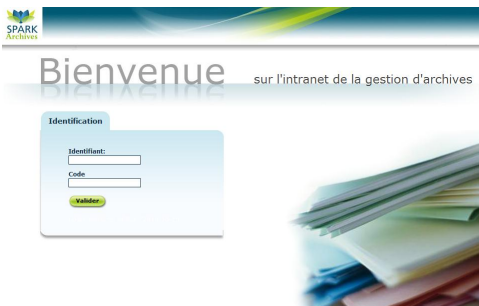 SPARK
Archives
Bienvenue sur l'intranet de la gestion d'archives
Identification
Identifiant:
Code
Valider